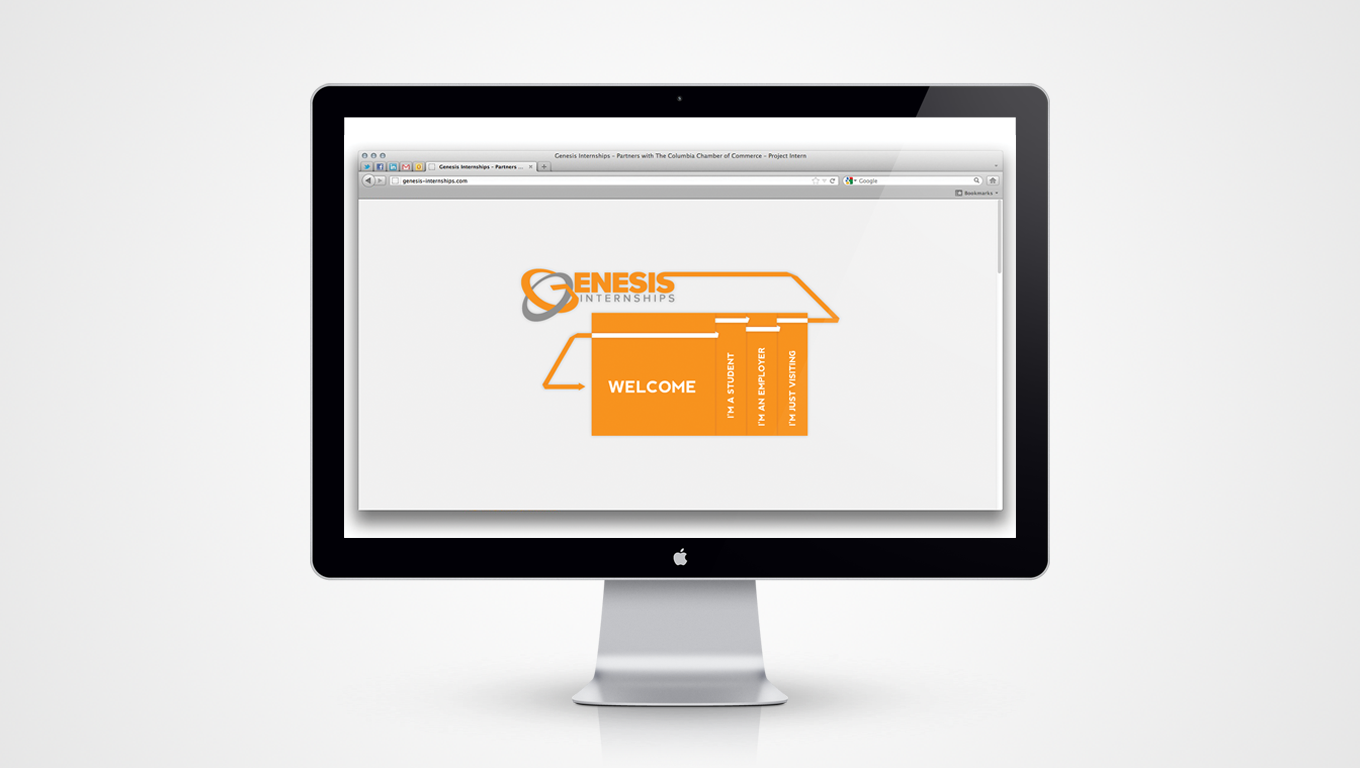 Genesis Internships - Partners with The Columbia Chamber of Commerce - Project Intern
Genesis Internships - Partners ...
genesis-internships.com
Google
Bookmarks
GENESIS
INTERNSHIPS
WELCOME
I'M A STUDENT
I'M AN EMPLOYER
I'M JUST VISITING